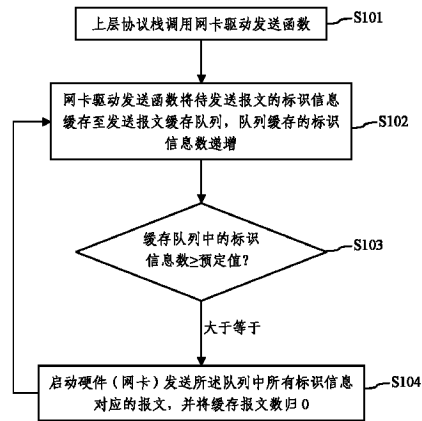 上层协议栈调用网卡驱动发送函数
S101
网卡驱动发送函数将待发送报文的标识信息
缓存至发送报文缓存队列，队列缓存的标识
信息数递增
S102
缓存队列中的标识
信息数≥预定值？
S103
大于等于
启动硬件（网卡）发送所述队列中所有标识信息
对应的报文，并将缓存报文数归 0
S104